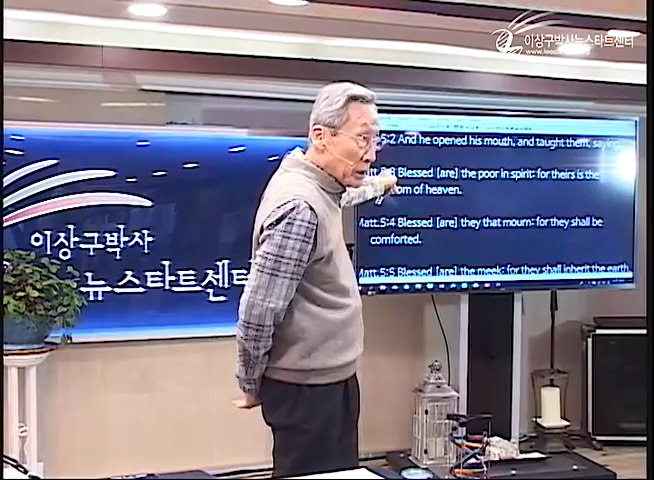 이상구박사뉴스타트센터
5:2 And he opened his mouth, and taught them, saying,
Blessed [are] the poor in spirit: for theirs is the
of heaven.
Matt.5:4 Blessed [are] they that mourn: for they shall be
comforted.
Matt.5:5 Blessed [are] the meek: for they shall inherit the earth.
이상구박사
뉴스타트센터